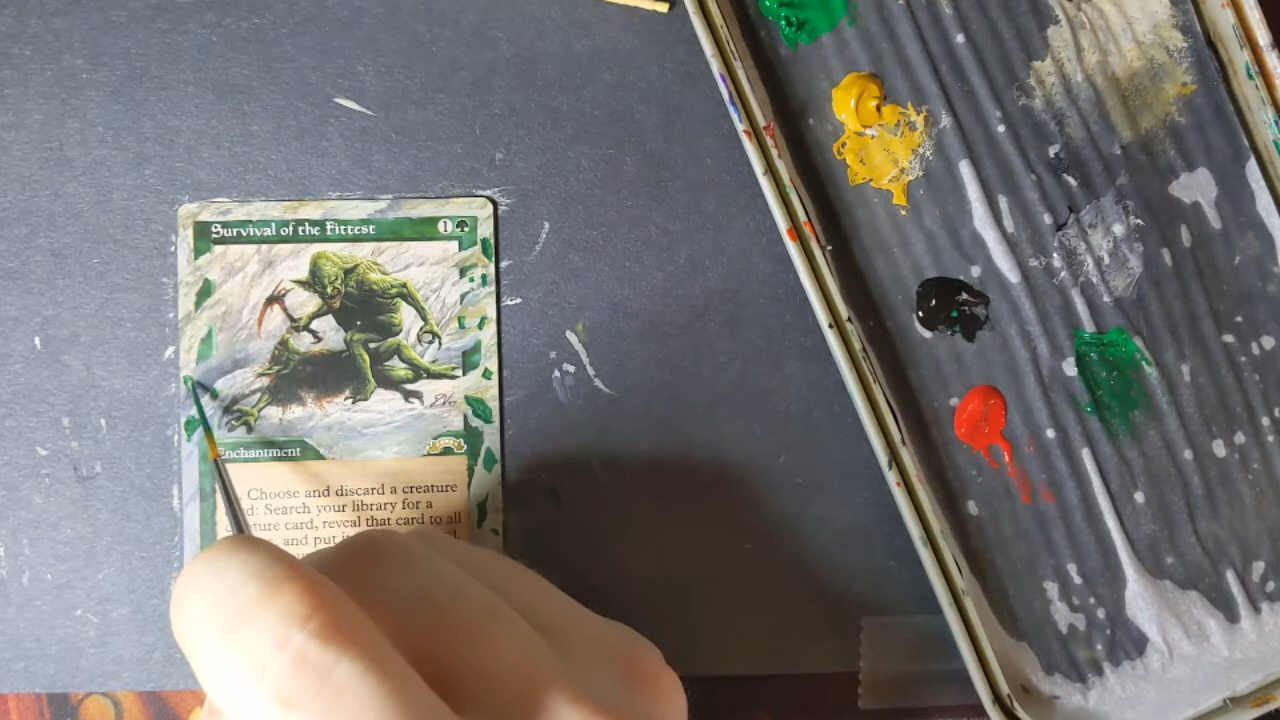 Survival of the Fittest 1
Enchantment
Choose and discard a creature
Search your library for a
card, reveal that card to all
and put